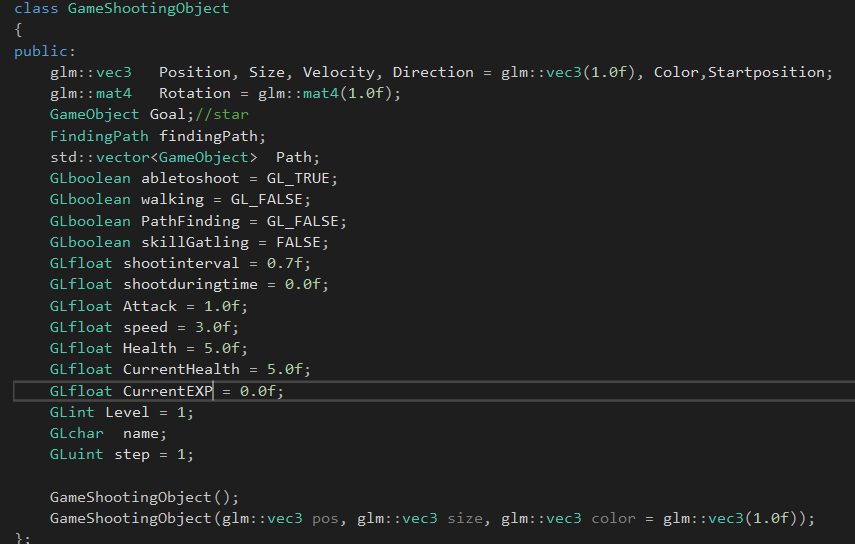 class GameShootingObject
{
public:
    glm::vec3   Position, Size, Velocity, Direction = glm::vec3(1.0f), Color,Startposition;
    glm::mat4   Rotation = glm::mat4(1.0f);
    GameObject Goal;//star
    FindingPath findingPath;
    std::vector<GameObject>  Path;
    GLboolean abletoshoot = GL_TRUE;
    GLboolean walking = GL_FALSE;
    GLboolean PathFinding = GL_FALSE;
    GLboolean skillGatling = FALSE;
    GLfloat shootinterval = 0.7f;
    GLfloat shootduringtime = 0.0f;
    GLfloat Attack = 1.0f;
    GLfloat speed = 3.0f;
    GLfloat Health = 5.0f;
    GLfloat CurrentHealth = 5.0f;
    GLfloat CurrentEXP = 0.0f;
    GLint Level = 1;
    GLchar  name;
    GLuint step = 1;
    GameShootingObject();
    GameShootingObject(glm::vec3 pos, glm::vec3 size, glm::vec3 color = glm::vec3(1.0f));
};